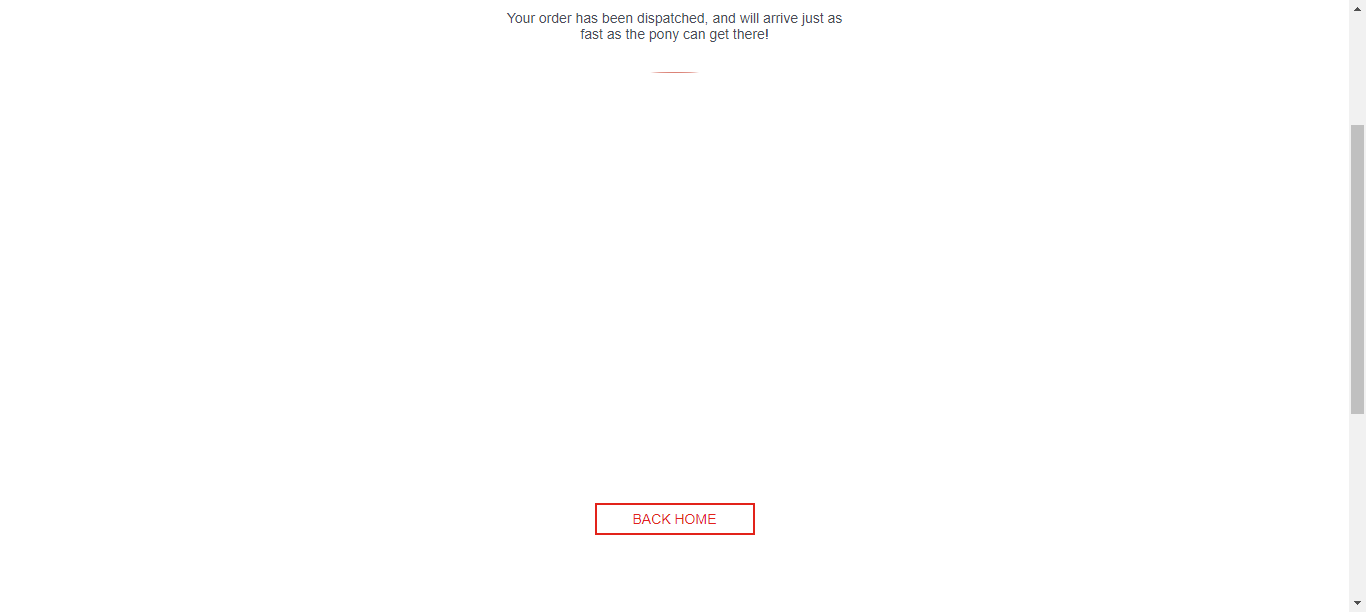 Your order has been dispatched, and will arrive just as
fast as the pony can get there!
BACK HOME